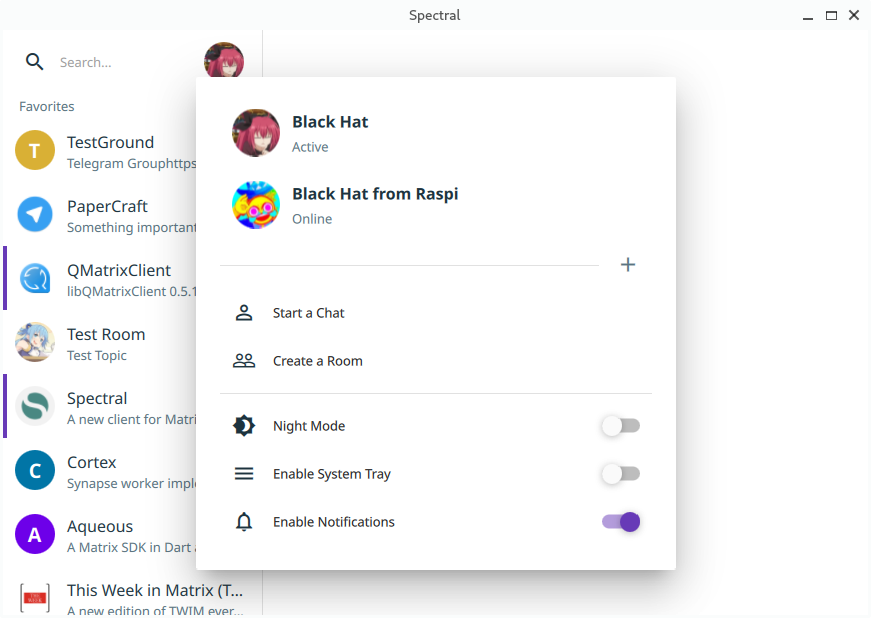 Spectral
Search...
Favorites
T
TestGround
Telegram Grouphttps
PaperCraft
Something important
QMatrixClient
libQMatrixClient 0.5.1
Test Room
Test Topic
Spectral
A new client for Matri
C
Cortex
Synapse worker imple
A
Aqueous
A Matrix SDK in Dart
This Week in Matrix (T...
A new edition of TWIM ever...
Black Hat
Active
Black Hat from Raspi
Online
Start a Chat
Create a Room
Night Mode
Enable System Tray
Enable Notifications